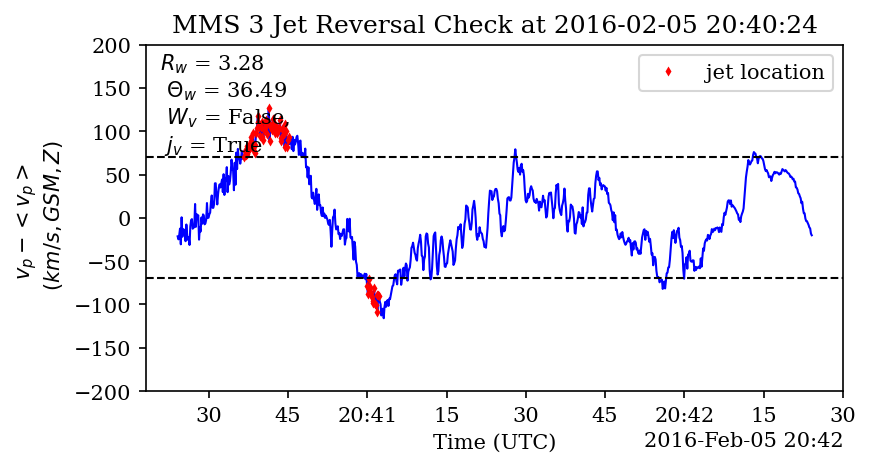 MMS 3 Jet Reversal Check at 2016-02-05 20:40:24
R_w = 3.28
Θ_w = 36.49
W_v = False
j_v = True
jet location
v_p − < v_p >
(km/s, GSM, Z)
200
150
100
50
0
−50
−100
−150
−200
30 45 20:41 15 30 45 20:42 15 30
Time (UTC)
2016-Feb-05 20:42